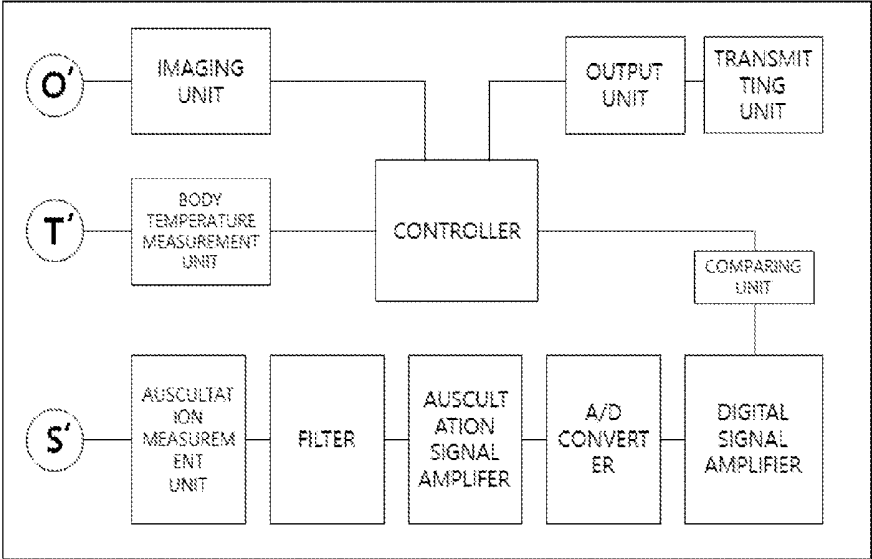 O'
IMAGING
UNIT
OUTPUT
UNIT
TRANSMIT
TING
UNIT
T'
BODY
TEMPERATURE
MEASUREMENT
UNIT
CONTROLLER
COMPARING
UNIT
S'
AUSCULTAT
ION
MEASUREM
ENT
UNIT
FILTER
AUSCULT
ATION
SIGNAL
AMPLIFER
A/D
CONVERT
ER
DIGITAL
SIGNAL
AMPLIFIER